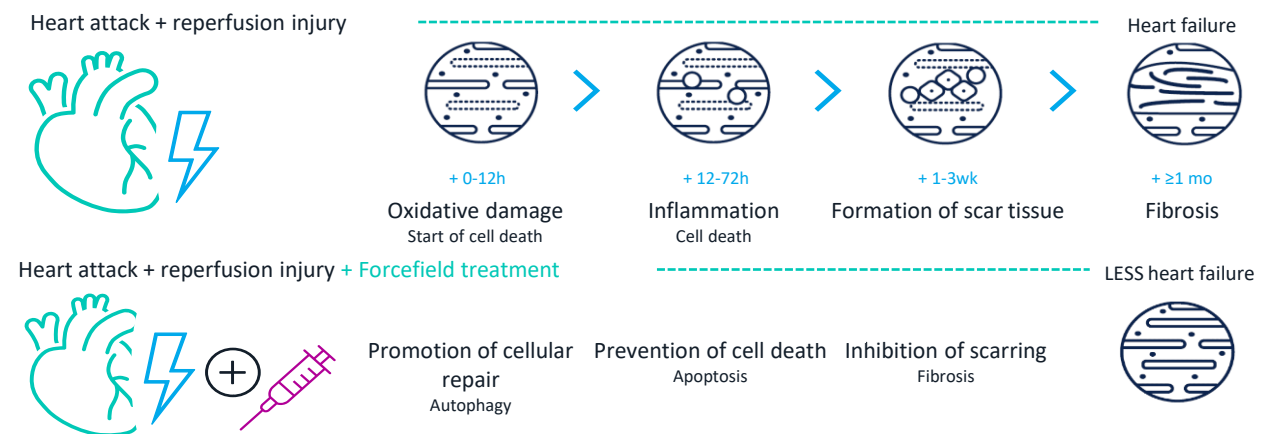 Heart attack + reperfusion injury
Heart failure
+ 0-12h
+ 12-72h
+ 1-3wk
+ ≥1 mo
Oxidative damage
Inflammation
Formation of scar tissue
Fibrosis
Start of cell death
Cell death
Heart attack + reperfusion injury + Forcefield treatment
LESS heart failure
Promotion of cellular
repair
Autophagy
Prevention of cell death
Apoptosis
Inhibition of scarring
Fibrosis